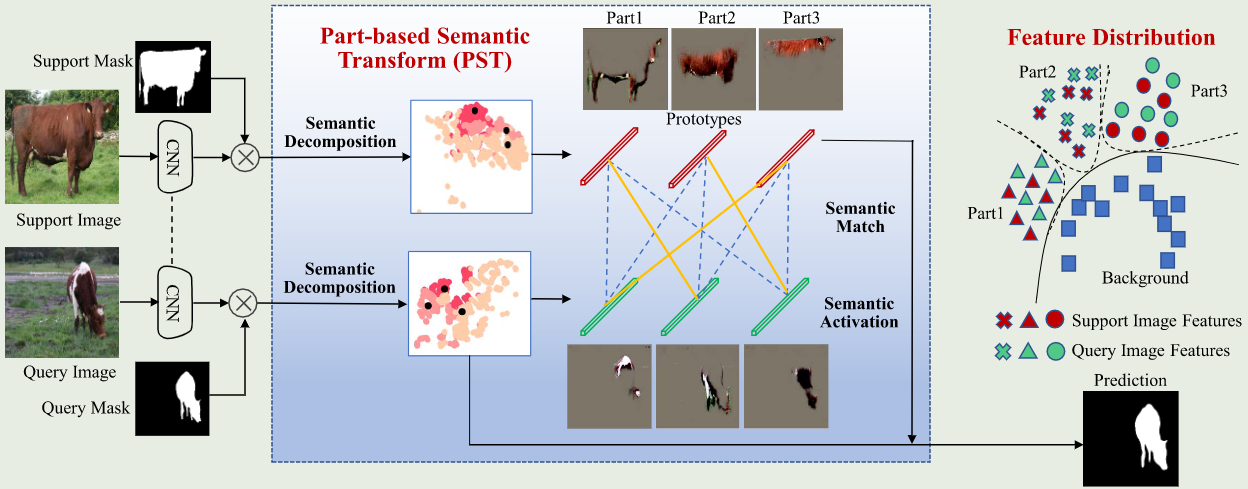 Support Mask
CNN
Support Image
CNN
Query Image
Query Mask
Part-based Semantic
Transform (PST)
Semantic
Decomposition
Semantic
Decomposition
Part1
Part2
Part3
Prototypes
Semantic
Match
Semantic
Activation
Feature Distribution
Part2
Part3
Part1
Background
Support Image Features
Query Image Features
Prediction